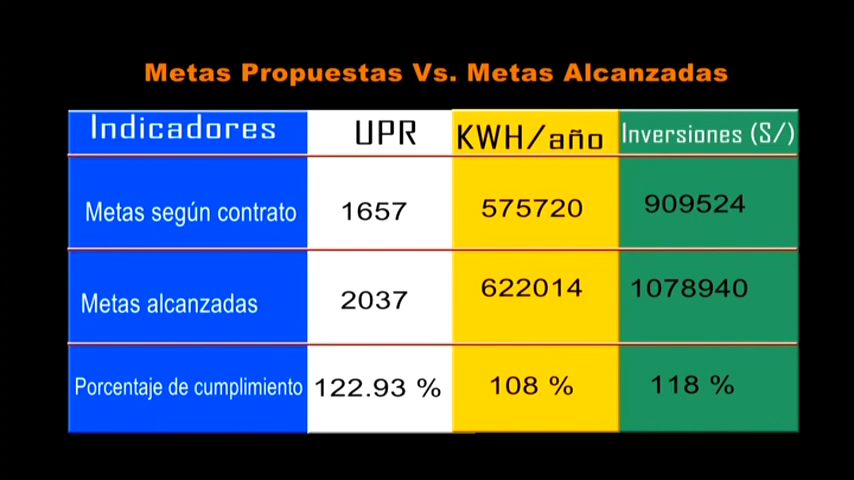 Metas Propuestas Vs. Metas Alcanzadas
Indicadores UPR KWH/año Inversiones (S/)
Metas según contrato 1657 575720 909524
Metas alcanzadas 2037 622014 1078940
Porcentaje de cumplimiento 122.93 % 108 % 118 %